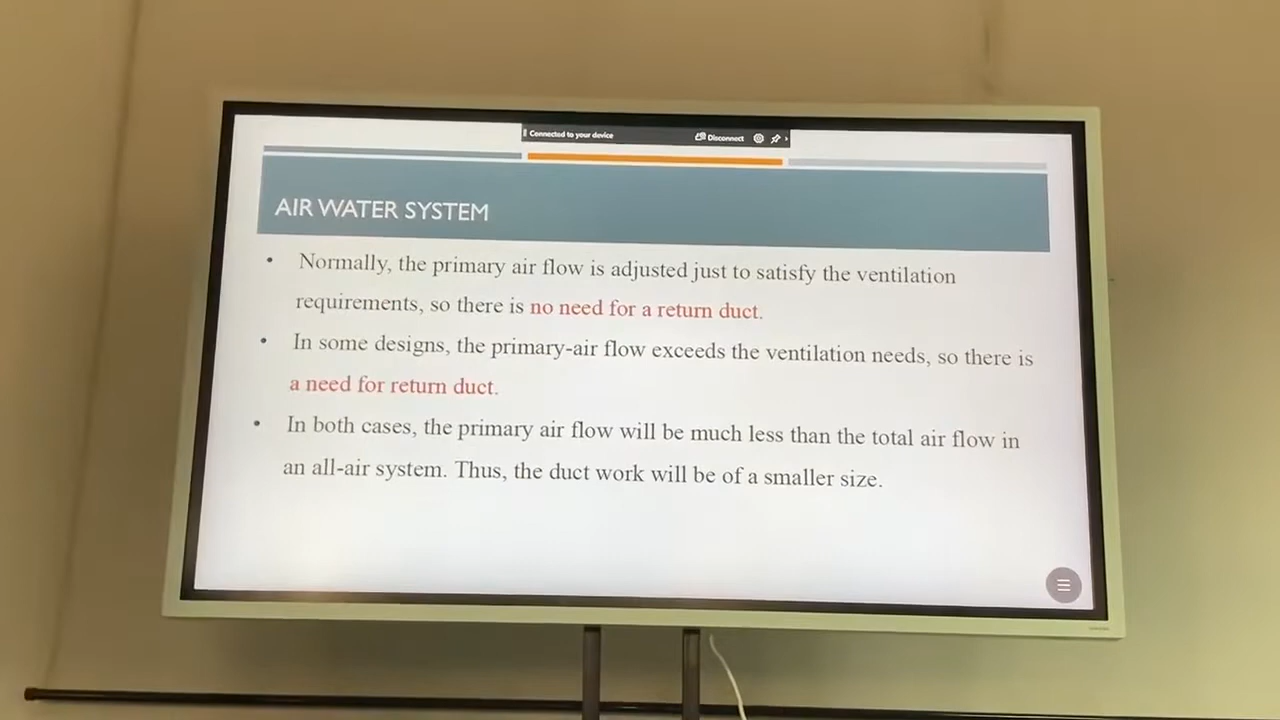 Connected to your device
Disconnect
AIR WATER SYSTEM
• Normally, the primary air flow is adjusted just to satisfy the ventilation
requirements, so there is no need for a return duct.
• In some designs, the primary-air flow exceeds the ventilation needs, so there is
a need for return duct.
• In both cases, the primary air flow will be much less than the total air flow in
an all-air system. Thus, the duct work will be of a smaller size.